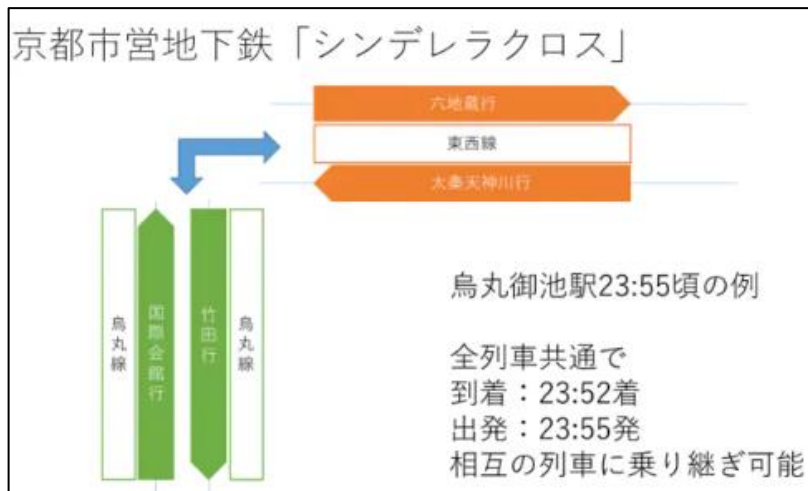 京都市営地下鉄「シンデレラクロス」
六地蔵行
東西線
太秦天神川行
烏丸線
国際会館行
竹田行
烏丸線
烏丸御池駅23:55頃の例
全列車共通で
到着：23:52着
出発：23:55発
相互の列車に乗り継ぎ可能